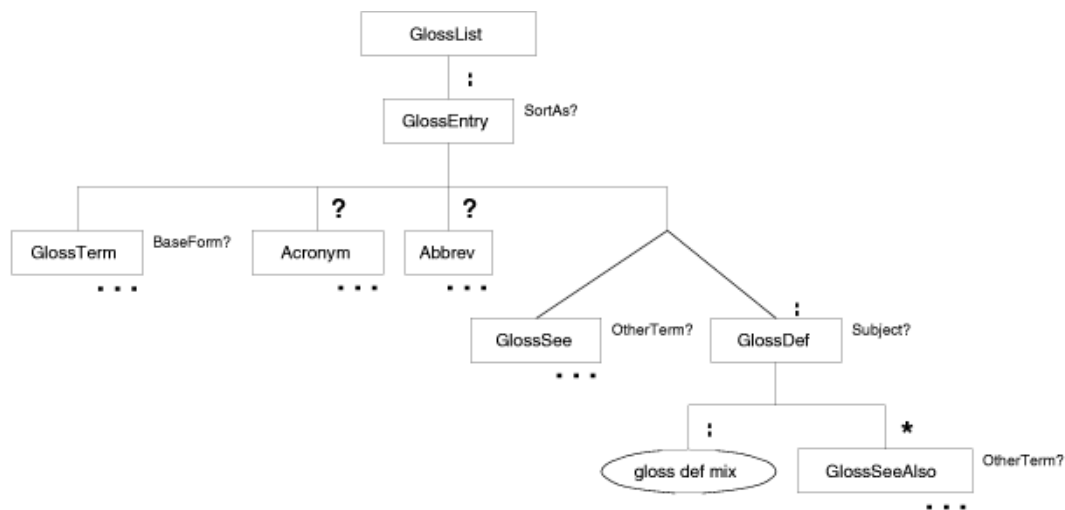 GlossList
GlossEntry
SortAs?
? ?
GlossTerm
BaseForm?
Acronym
Abbrev
. . .
. . .
. . .
GlossSee
OtherTerm?
GlossDef
Subject?
. . .
*
gloss def mix
GlossSeeAlso
OtherTerm?
. . .